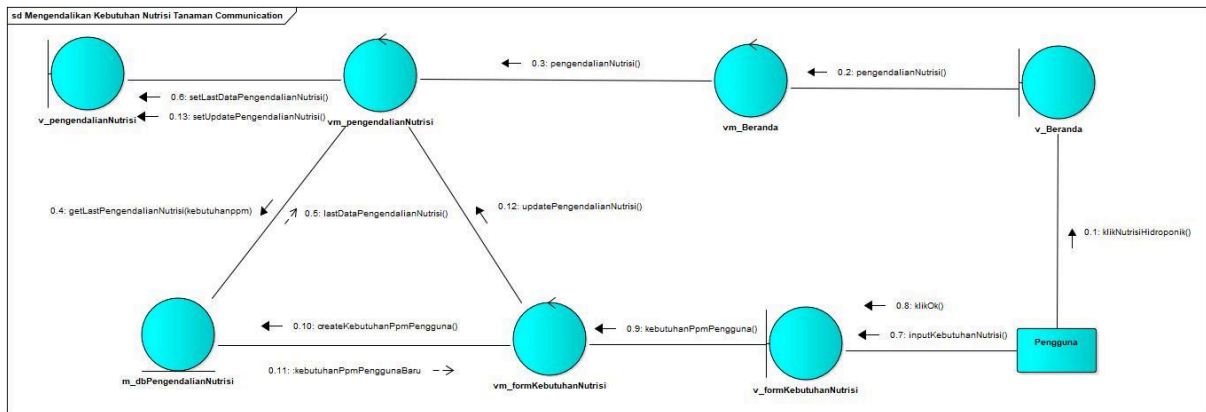 sd Mengendalikan Kebutuhan Nutrisi Tanaman Communication
0.3: pengendalianNutrisi()
0.2: pengendalianNutrisi()
0.6: setLastDataPengendalianNutrisi()
0.13: setUpdatePengendalianNutrisi()
v_pengendalianNutrisi
vm_pengendalianNutrisi
vm_Beranda
v_Beranda
0.4: getLastPengendalianNutrisi(kebutuhanppm)
0.5: lastDataPengendalianNutrisi()
0.12: updatePengendalianNutrisi()
0.1: klikNutrisiHidroponik()
0.8: klikOk()
0.10: createKebutuhanPpmPengguna()
0.9: kebutuhanPpmPengguna()
0.7: inputKebutuhanNutrisi()
Pengguna
0.11: :kebutuhanPpmPenggunaBaru
m_dbPengendalianNutrisi
vm_formKebutuhanNutrisi
v_formKebutuhanNutrisi